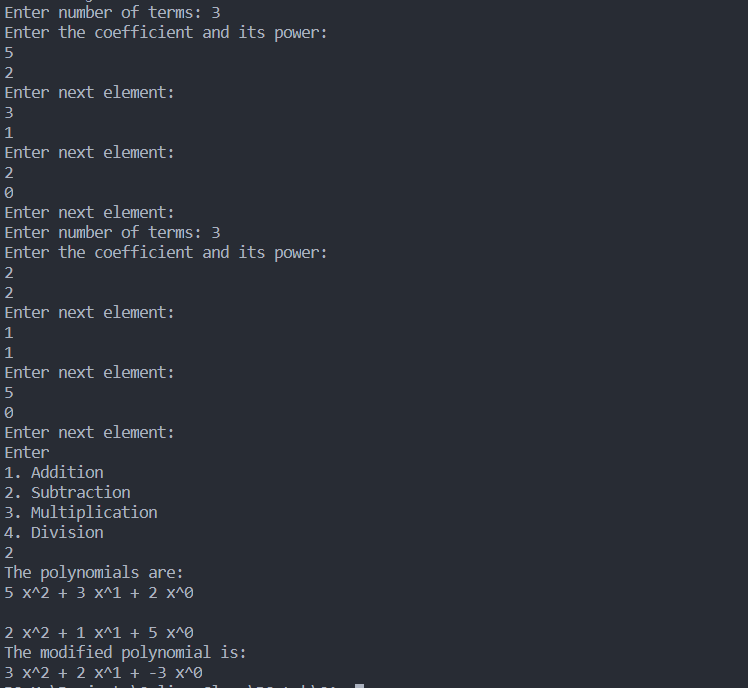 Enter number of terms: 3
Enter the coefficient and its power:
5
2
Enter next element:
3
1
Enter next element:
2
0
Enter next element:
Enter number of terms: 3
Enter the coefficient and its power:
2
2
Enter next element:
1
1
Enter next element:
5
0
Enter next element:
Enter
1. Addition
2. Subtraction
3. Multiplication
4. Division
2
The polynomials are:
5 x^2 + 3 x^1 + 2 x^0
2 x^2 + 1 x^1 + 5 x^0
The modified polynomial is:
3 x^2 + 2 x^1 + -3 x^0